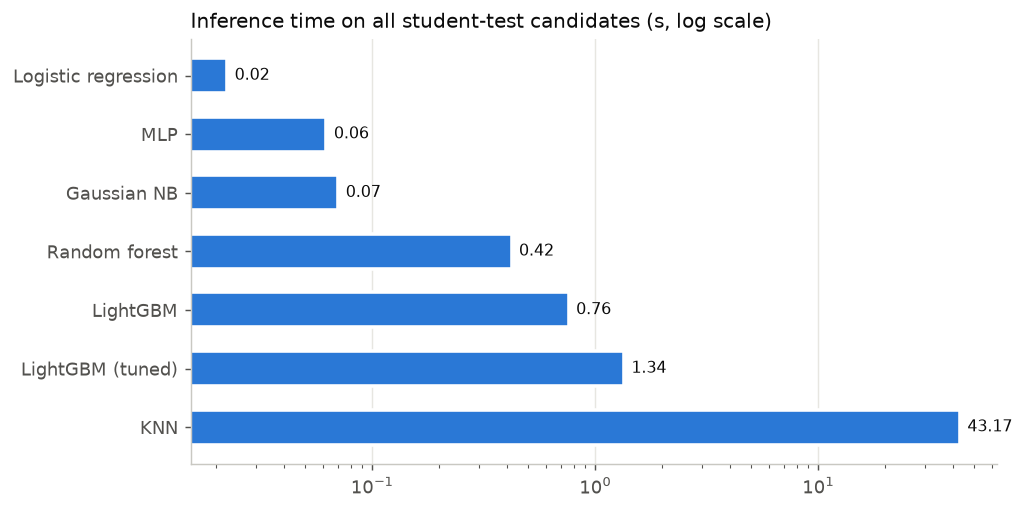 Inference time on all student-test candidates (s, log scale)
Logistic regression 0.02
MLP 0.06
Gaussian NB 0.07
Random forest 0.42
LightGBM 0.76
LightGBM (tuned) 1.34
KNN 43.17
10⁻¹ 10⁰ 10¹